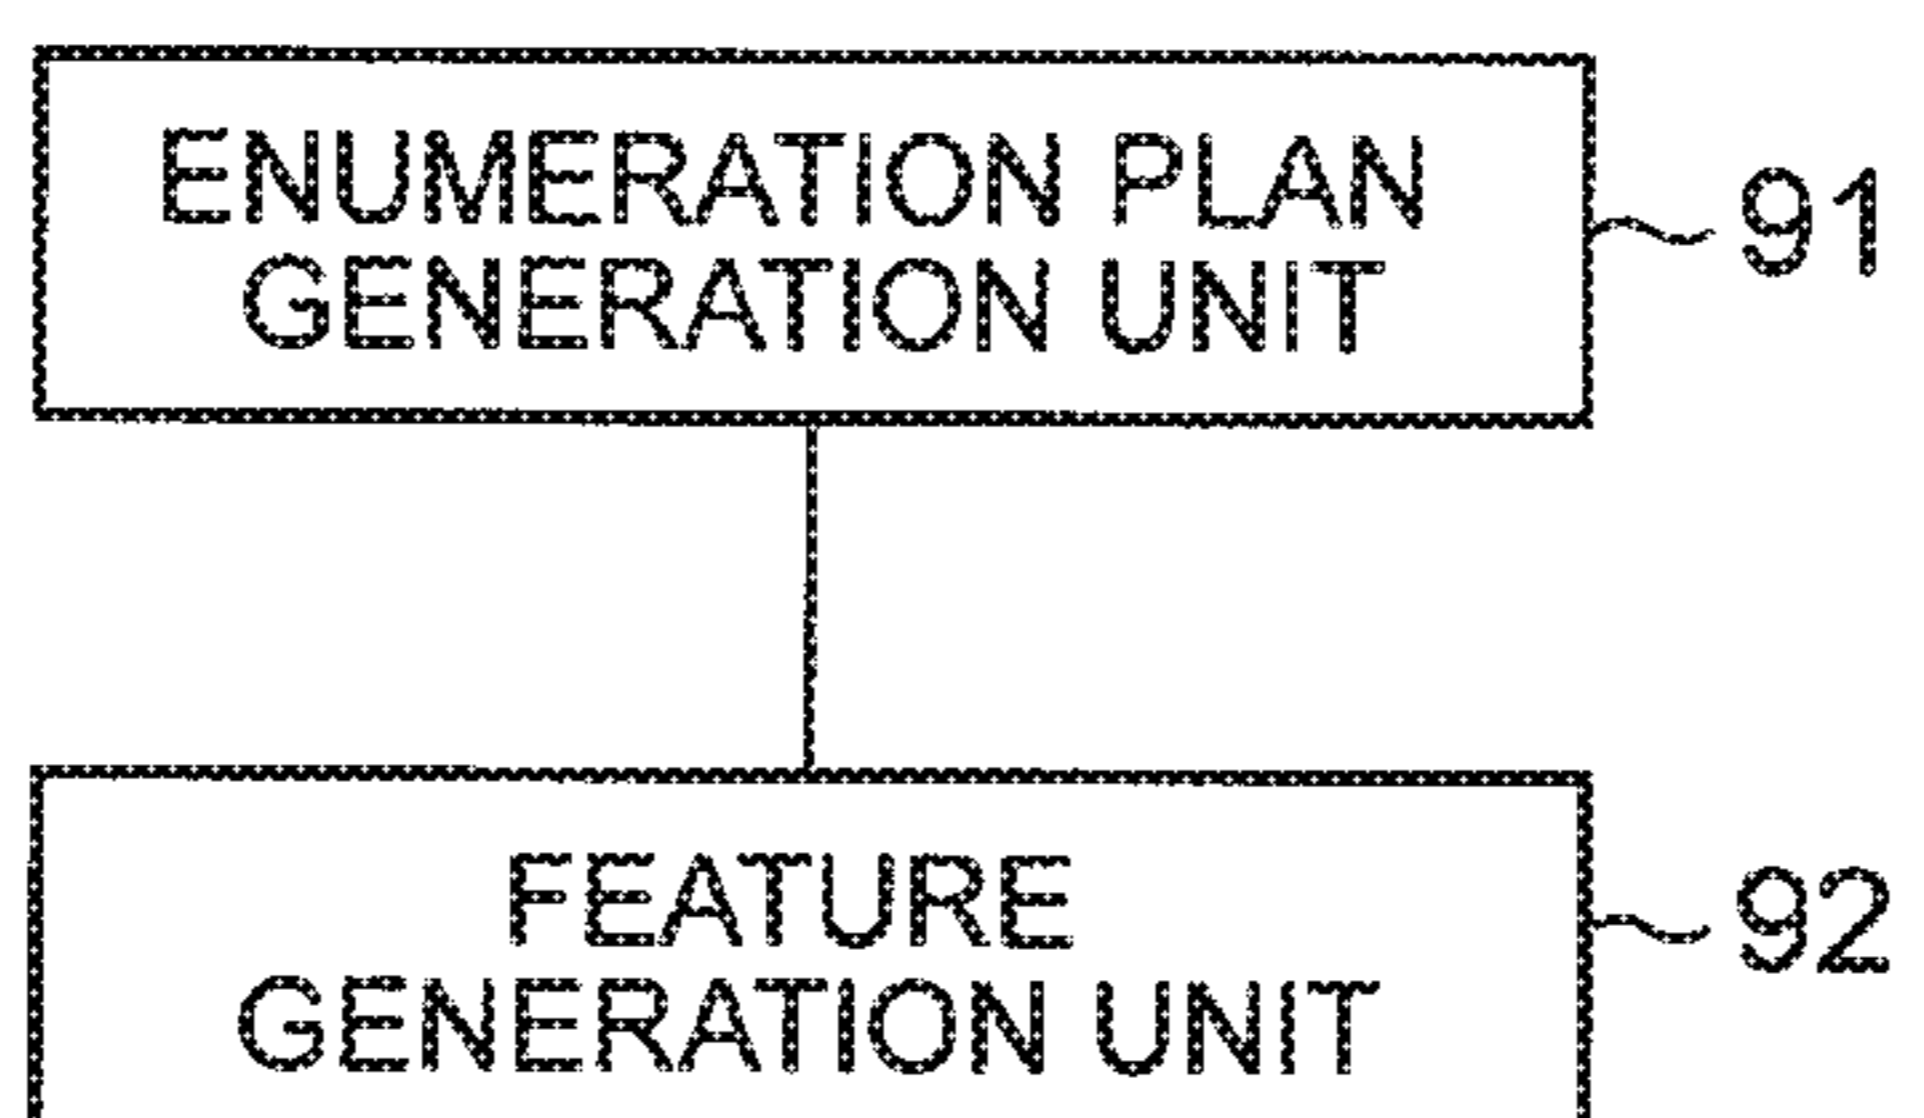 ENUMERATION PLAN
GENERATION UNIT
91
FEATURE
GENERATION UNIT
92